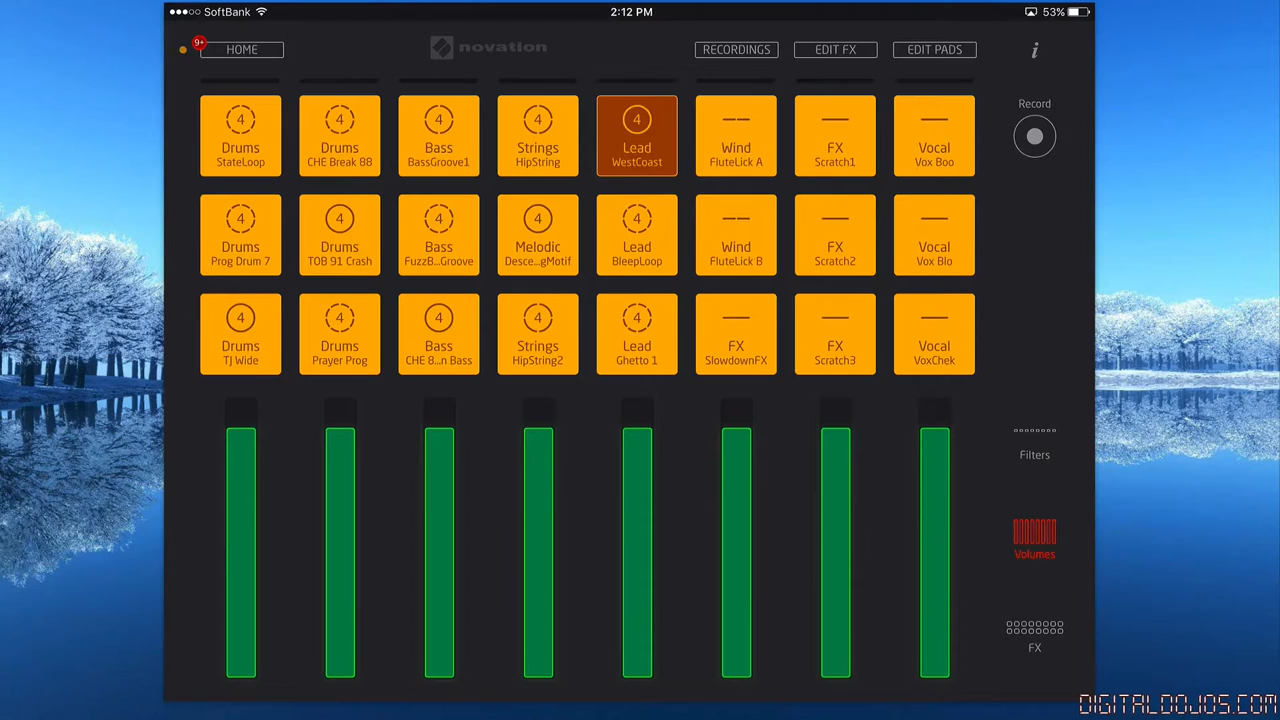 SoftBank
2:12 PM
53%
9+
HOME
novation
RECORDINGS
EDIT FX
EDIT PADS
i
Record
4
Drums
StateLoop
4
Drums
CHE Break 88
4
Bass
BassGroove1
4
Strings
HipString
4
Lead
WestCoast
Wind
FluteLick A
FX
Scratch1
Vocal
Vox Boo
4
Drums
Prog Drum 7
4
Drums
TOB 91 Crash
4
Bass
FuzzB...Groove
4
Melodic
Desce...gMotif
4
Lead
BleepLoop
Wind
FluteLick B
FX
Scratch2
Vocal
Vox Blo
4
Drums
TJ Wide
4
Drums
Prayer Prog
4
Bass
CHE 8...n Bass
4
Strings
HipString2
4
Lead
Ghetto 1
FX
SlowdownFX
FX
Scratch3
Vocal
VoxChek
Filters
Volumes
FX
DIGITALDOJOS.COM